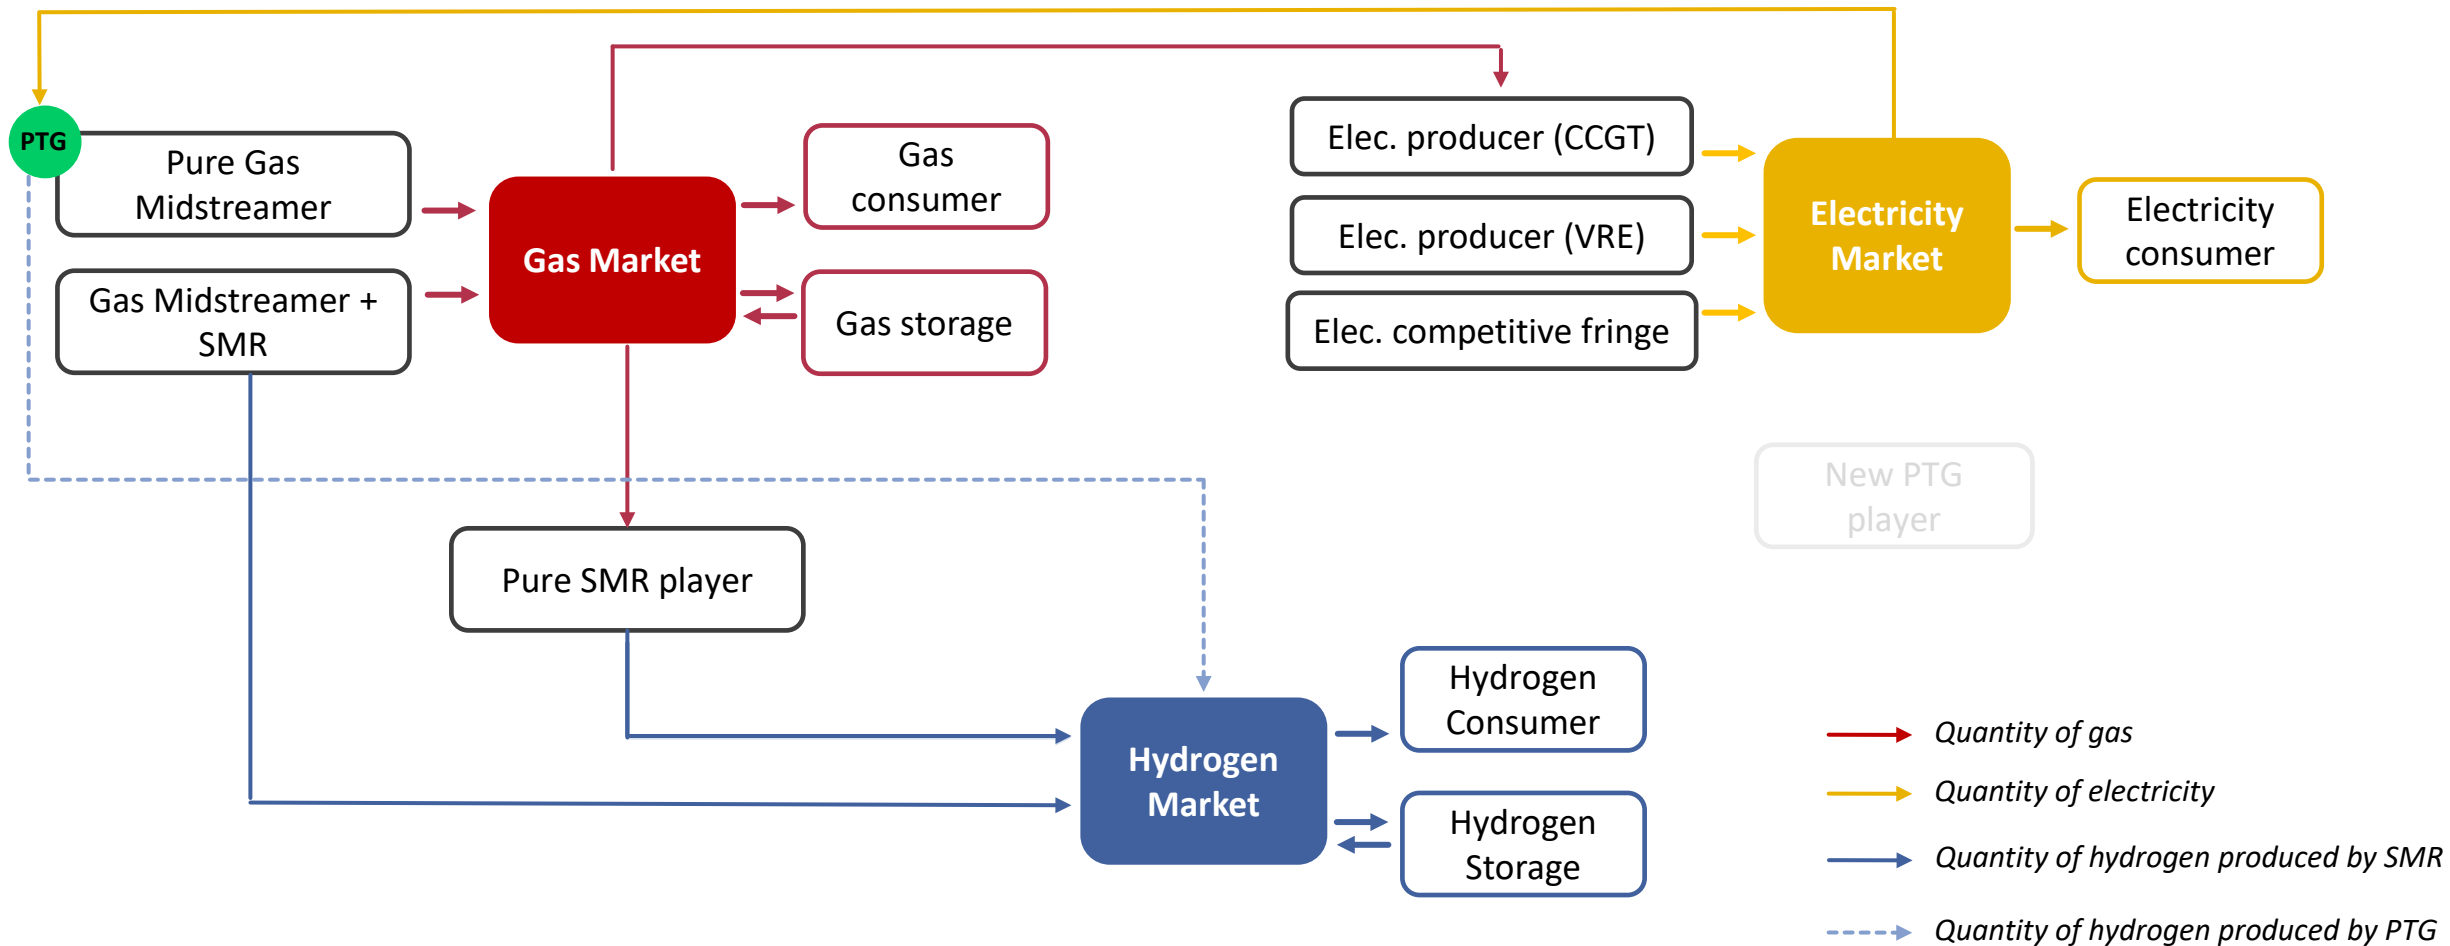 PTG
Pure Gas
Midstreamer
Gas Midstreamer +
SMR
Gas Market
Gas
consumer
Gas storage
Elec. producer (CCGT)
Elec. producer (VRE)
Elec. competitive fringe
Electricity
Market
Electricity
consumer
New PTG
player
Pure SMR player
Hydrogen
Market
Hydrogen
Consumer
Hydrogen
Storage
Quantity of gas
Quantity of electricity
Quantity of hydrogen produced by SMR
Quantity of hydrogen produced by PTG